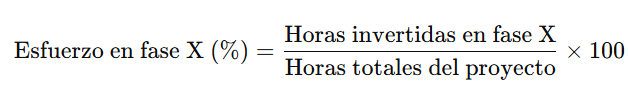 Esfuerzo en fase X (%) = Horas invertidas en fase X / Horas totales del proyecto × 100